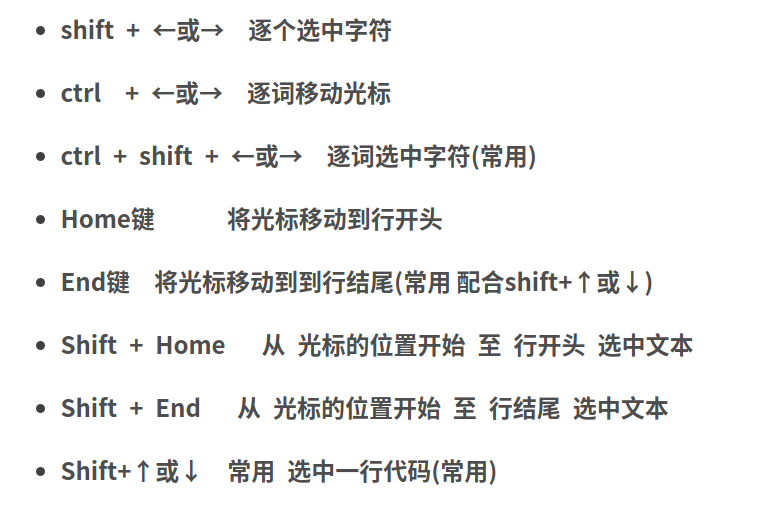 • shift + ←或→ 逐个选中字符
• ctrl + ←或→ 逐词移动光标
• ctrl + shift + ←或→ 逐词选中字符(常用)
• Home键 将光标移动到行开头
• End键 将光标移动到到行结尾(常用 配合shift+↑或↓)
• Shift + Home 从 光标的位置开始 至 行开头 选中文本
• Shift + End 从 光标的位置开始 至 行结尾 选中文本
• Shift+↑或↓ 常用 选中一行代码(常用)